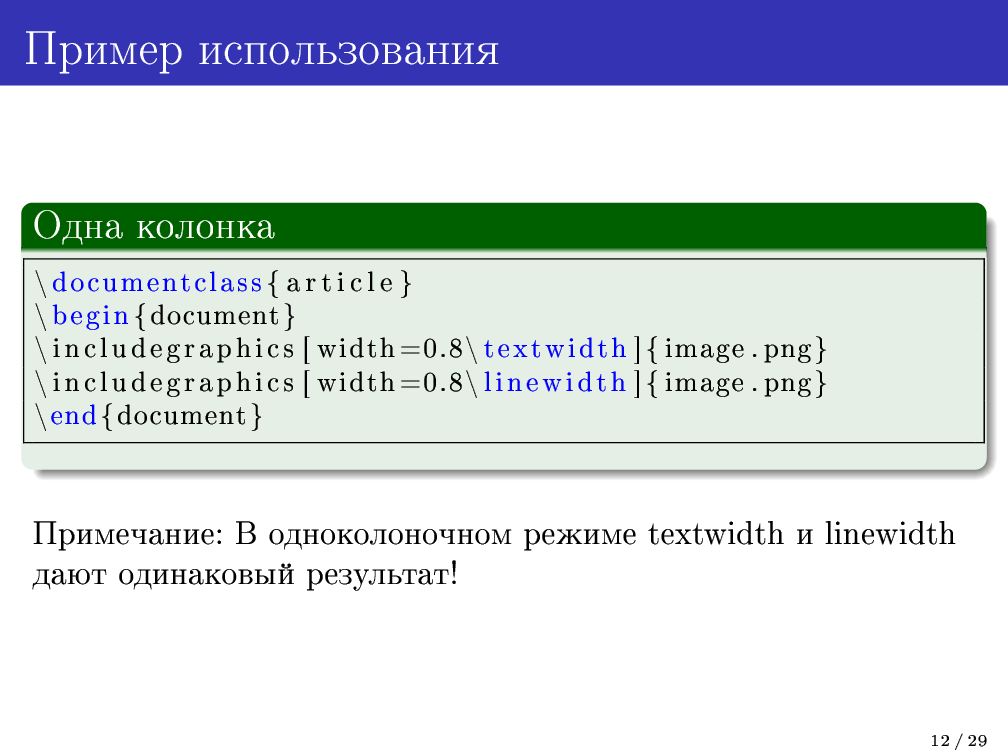 Пример использования
Одна колонка
\documentclass{article}
\begin{document}
\includegraphics[width=0.8\textwidth]{image.png}
\includegraphics[width=0.8\linewidth]{image.png}
\end{document}
Примечание: В одноколоночном режиме textwidth и linewidth
дают одинаковый результат!
12 / 29